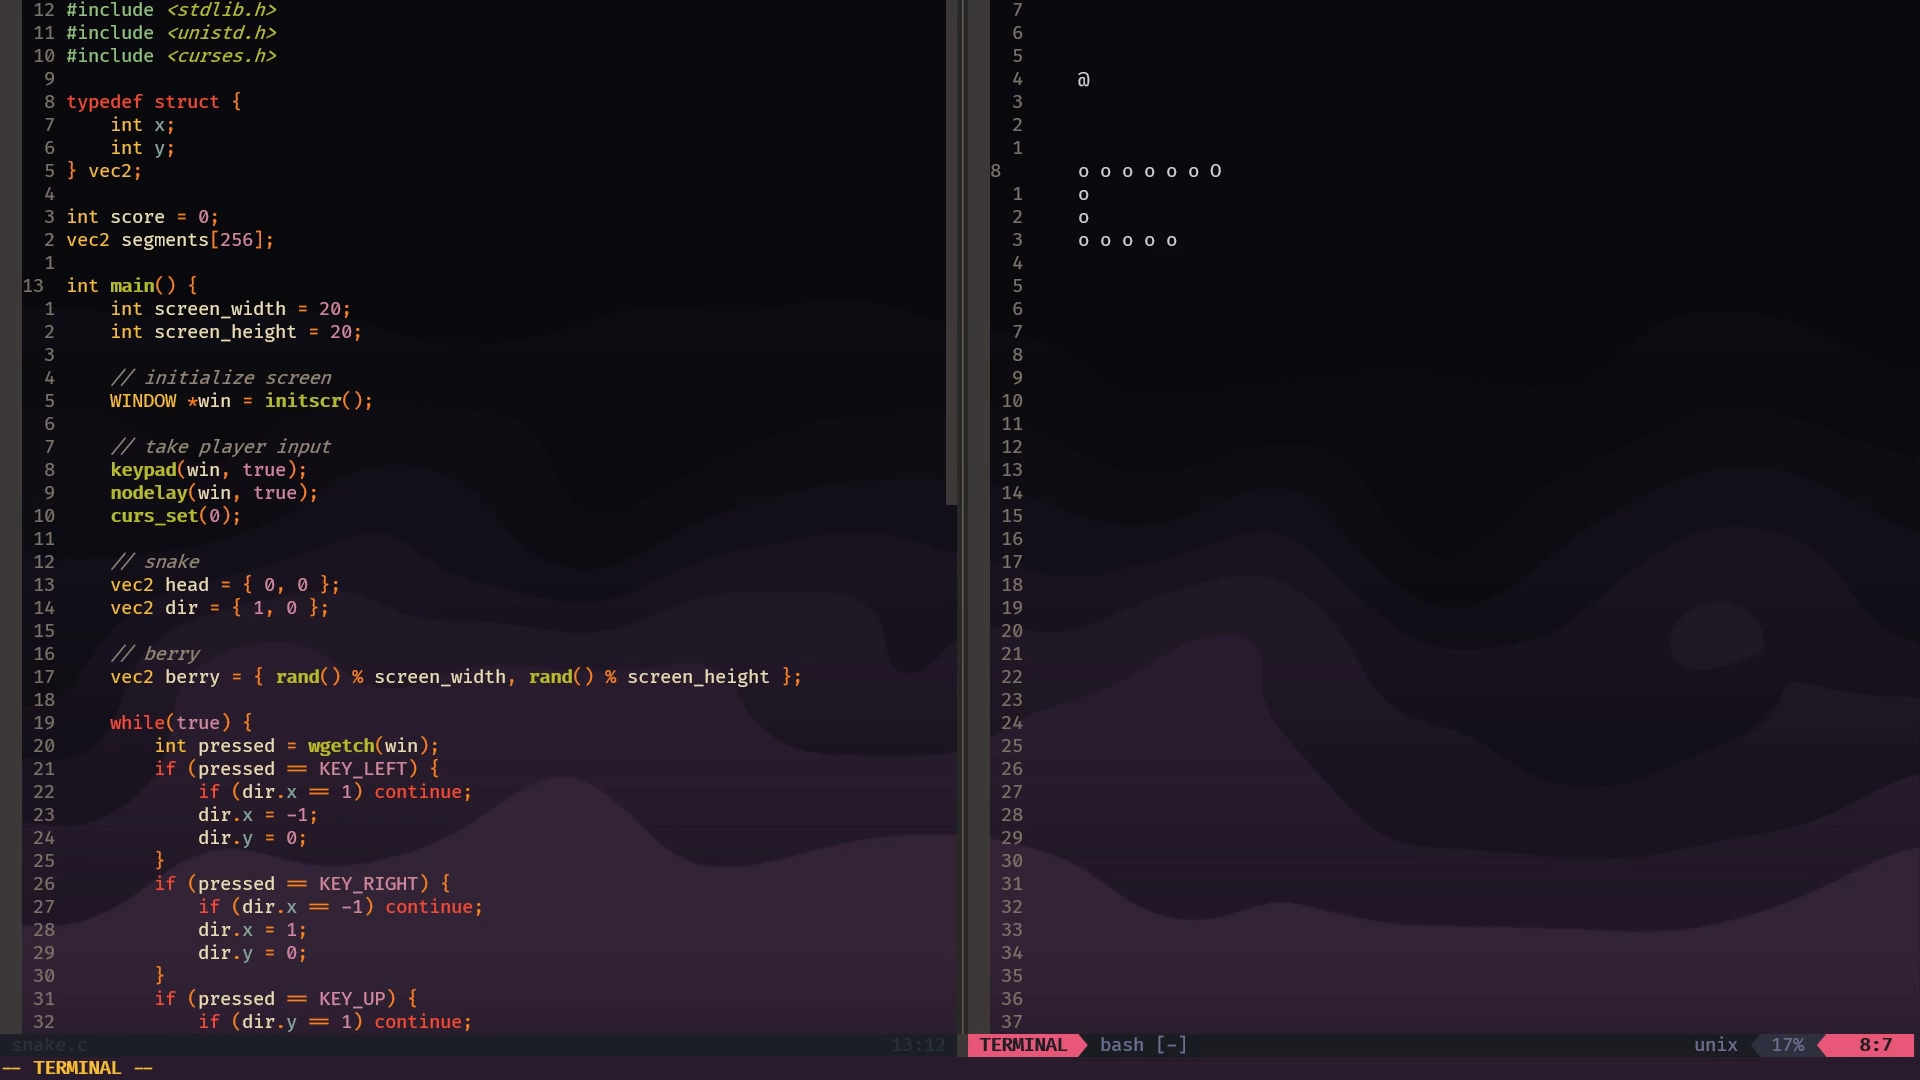 12 #include <stdlib.h>
11 #include <unistd.h>
10 #include <curses.h>
9
8 typedef struct {
7     int x;
6     int y;
5 } vec2;
4
3 int score = 0;
2 vec2 segments[256];
1
13 int main() {
1     int screen_width = 20;
2     int screen_height = 20;
3
4     // initialize screen
5     WINDOW *win = initscr();
6
7     // take player input
8     keypad(win, true);
9     nodelay(win, true);
10     curs_set(0);
11
12     // snake
13     vec2 head = { 0, 0 };
14     vec2 dir = { 1, 0 };
15
16     // berry
17     vec2 berry = { rand() % screen_width, rand() % screen_height };
18
19     while(true) {
20         int pressed = wgetch(win);
21         if (pressed == KEY_LEFT) {
22             if (dir.x == 1) continue;
23             dir.x = -1;
24             dir.y = 0;
25         }
26         if (pressed == KEY_RIGHT) {
27             if (dir.x == -1) continue;
28             dir.x = 1;
29             dir.y = 0;
30         }
31         if (pressed == KEY_UP) {
32             if (dir.y == 1) continue;
snake.c 13:12
7
6
5
4     @
3
2
1
8     o o o o o o O
1     o
2     o
3     o o o o o
4
5
6
7
8
9
10
11
12
13
14
15
16
17
18
19
20
21
22
23
24
25
26
27
28
29
30
31
32
33
34
35
36
37
TERMINAL bash [-] unix 17% 8:7
-- TERMINAL --